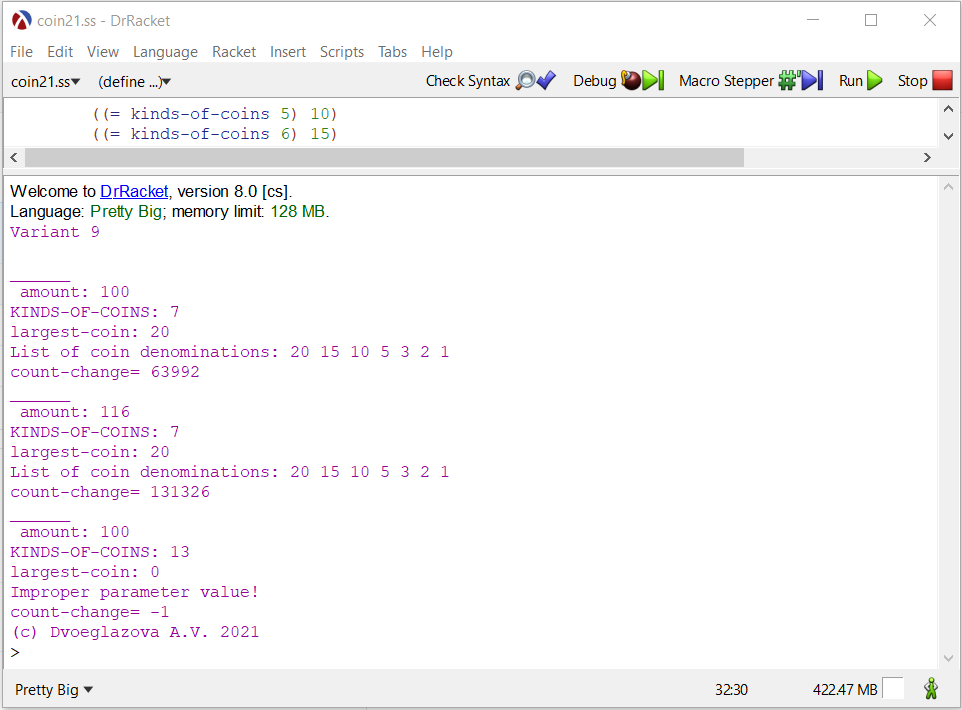 coin21.ss - DrRacket
File Edit View Language Racket Insert Scripts Tabs Help
coin21.ss▾ (define ...)▾ Check Syntax Debug Macro Stepper #' Run Stop
((= kinds-of-coins 5) 10)
((= kinds-of-coins 6) 15)
Welcome to DrRacket, version 8.0 [cs].
Language: Pretty Big; memory limit: 128 MB.
Variant 9
______
amount: 100
KINDS-OF-COINS: 7
largest-coin: 20
List of coin denominations: 20 15 10 5 3 2 1
count-change= 63992
______
amount: 116
KINDS-OF-COINS: 7
largest-coin: 20
List of coin denominations: 20 15 10 5 3 2 1
count-change= 131326
______
amount: 100
KINDS-OF-COINS: 13
largest-coin: 0
Improper parameter value!
count-change= -1
(c) Dvoeglazova A.V. 2021
>
Pretty Big ▾ 32:30 422.47 MB